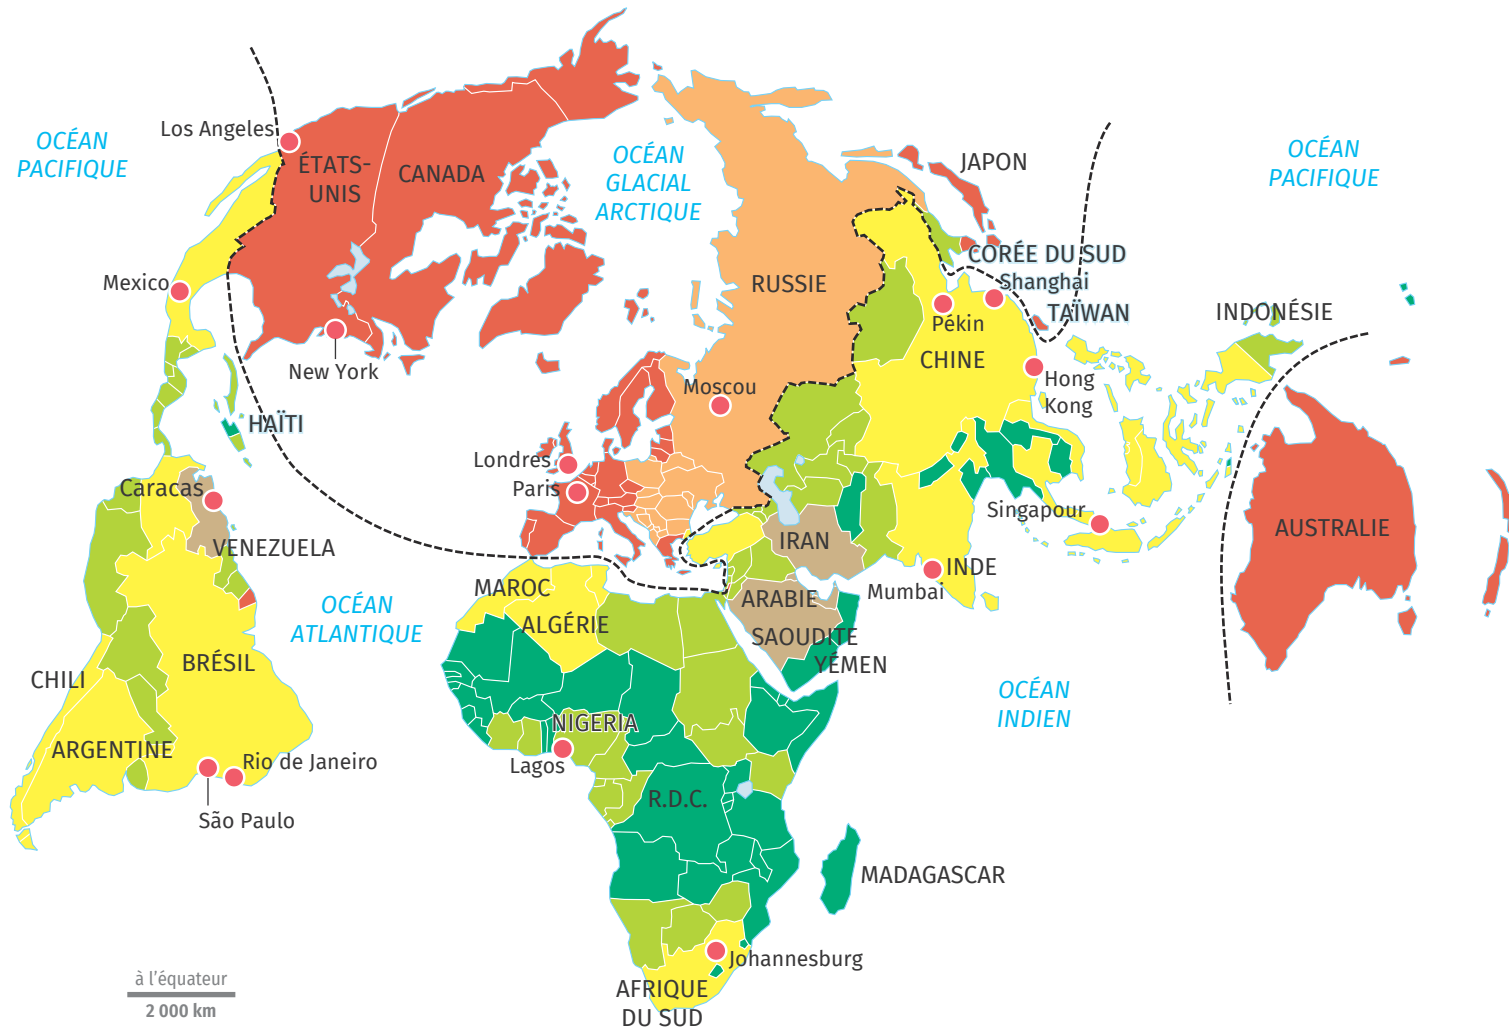 OCÉAN
PACIFIQUE
Los Angeles
ÉTATS-
UNIS
CANADA
OCÉAN
GLACIAL
ARCTIQUE
JAPON
OCÉAN
PACIFIQUE
Mexico
New York
HAÏTI
RUSSIE
Moscou
CORÉE DU SUD
Shanghai
TAÏWAN
Pékin
CHINE
Hong
Kong
INDONÉSIE
Londres
Paris
Caracas
VENEZUELA
Singapour
AUSTRALIE
IRAN
INDE
Mumbai
MAROC
ALGÉRIE
ARABIE
SAOUDITE
YÉMEN
OCÉAN
ATLANTIQUE
BRÉSIL
CHILI
ARGENTINE
Rio de Janeiro
São Paulo
OCÉAN
INDIEN
NIGERIA
Lagos
R.D.C.
MADAGASCAR
Johannesburg
AFRIQUE
DU SUD
à l'équateur
2 000 km